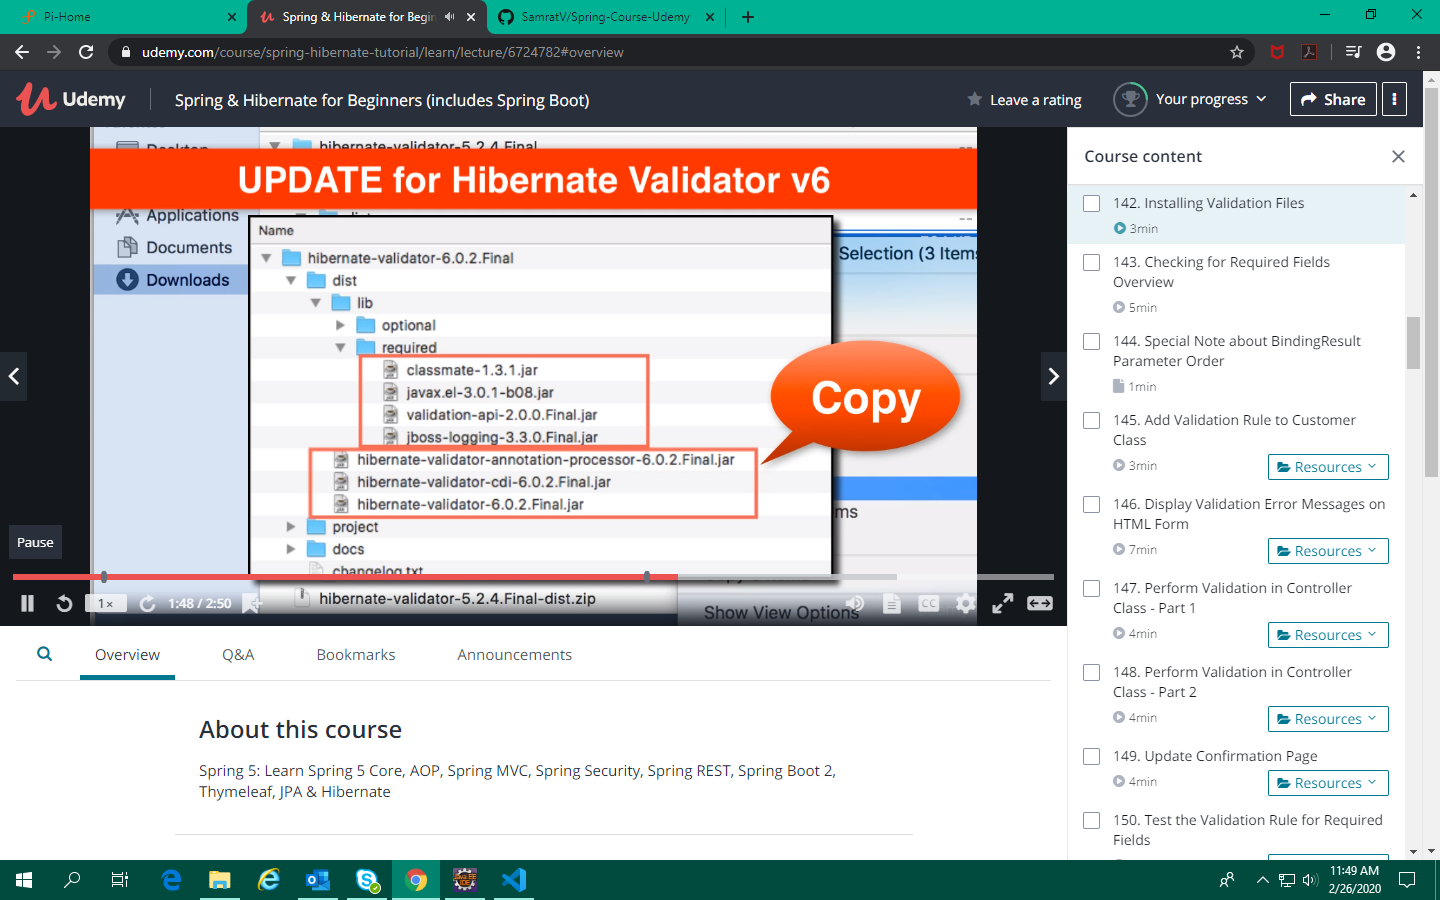 Pi-Home
Spring & Hibernate for Begin
SamratV/Spring-Course-Udemy
udemy.com/course/spring-hibernate-tutorial/learn/lecture/6724782#overview
Udemy
Spring & Hibernate for Beginners (includes Spring Boot)
Leave a rating
Your progress
Share
Desktop
hibernate-validator-5.2.4.Final
UPDATE for Hibernate Validator v6
Applications
Documents
Downloads
Name
hibernate-validator-6.0.2.Final
dist
lib
optional
required
classmate-1.3.1.jar
javax.el-3.0.1-b08.jar
validation-api-2.0.0.Final.jar
jboss-logging-3.3.0.Final.jar
hibernate-validator-annotation-processor-6.0.2.Final.jar
hibernate-validator-cdi-6.0.2.Final.jar
hibernate-validator-6.0.2.Final.jar
project
docs
changelog.txt
Selection (3 Items
Copy
ms
hibernate-validator-5.2.4.Final-dist.zip
Show View Options
Pause
1×
1:48 / 2:50
CC
Course content
142. Installing Validation Files
3min
143. Checking for Required Fields
Overview
5min
144. Special Note about BindingResult
Parameter Order
1min
145. Add Validation Rule to Customer
Class
3min
Resources
146. Display Validation Error Messages on
HTML Form
7min
Resources
147. Perform Validation in Controller
Class - Part 1
4min
Resources
148. Perform Validation in Controller
Class - Part 2
4min
Resources
149. Update Confirmation Page
4min
Resources
150. Test the Validation Rule for Required
Fields
Overview
Q&A
Bookmarks
Announcements
About this course
Spring 5: Learn Spring 5 Core, AOP, Spring MVC, Spring Security, Spring REST, Spring Boot 2,
Thymeleaf, JPA & Hibernate
11:49 AM
2/26/2020